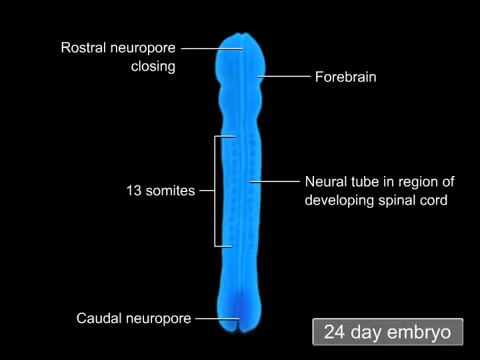 Rostral neuropore
closing
Forebrain
13 somites
Neural tube in region of
developing spinal cord
Caudal neuropore
24 day embryo